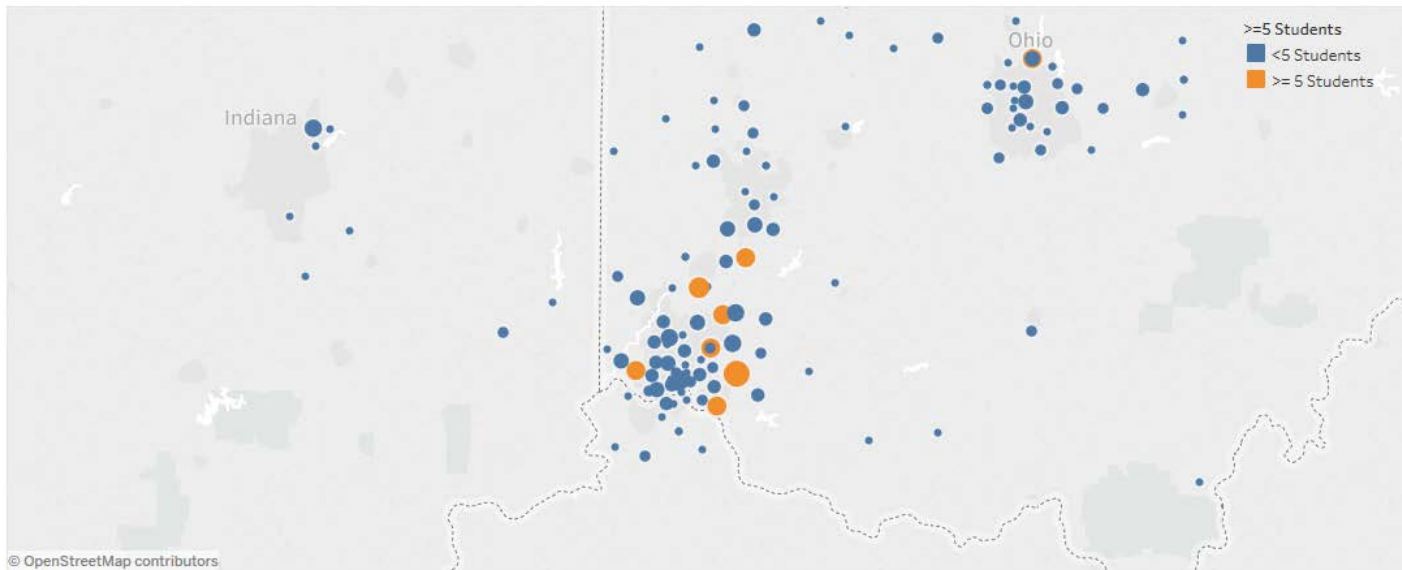 >=5 Students
<5 Students
>= 5 Students
Ohio
Indiana
© OpenStreetMap contributors